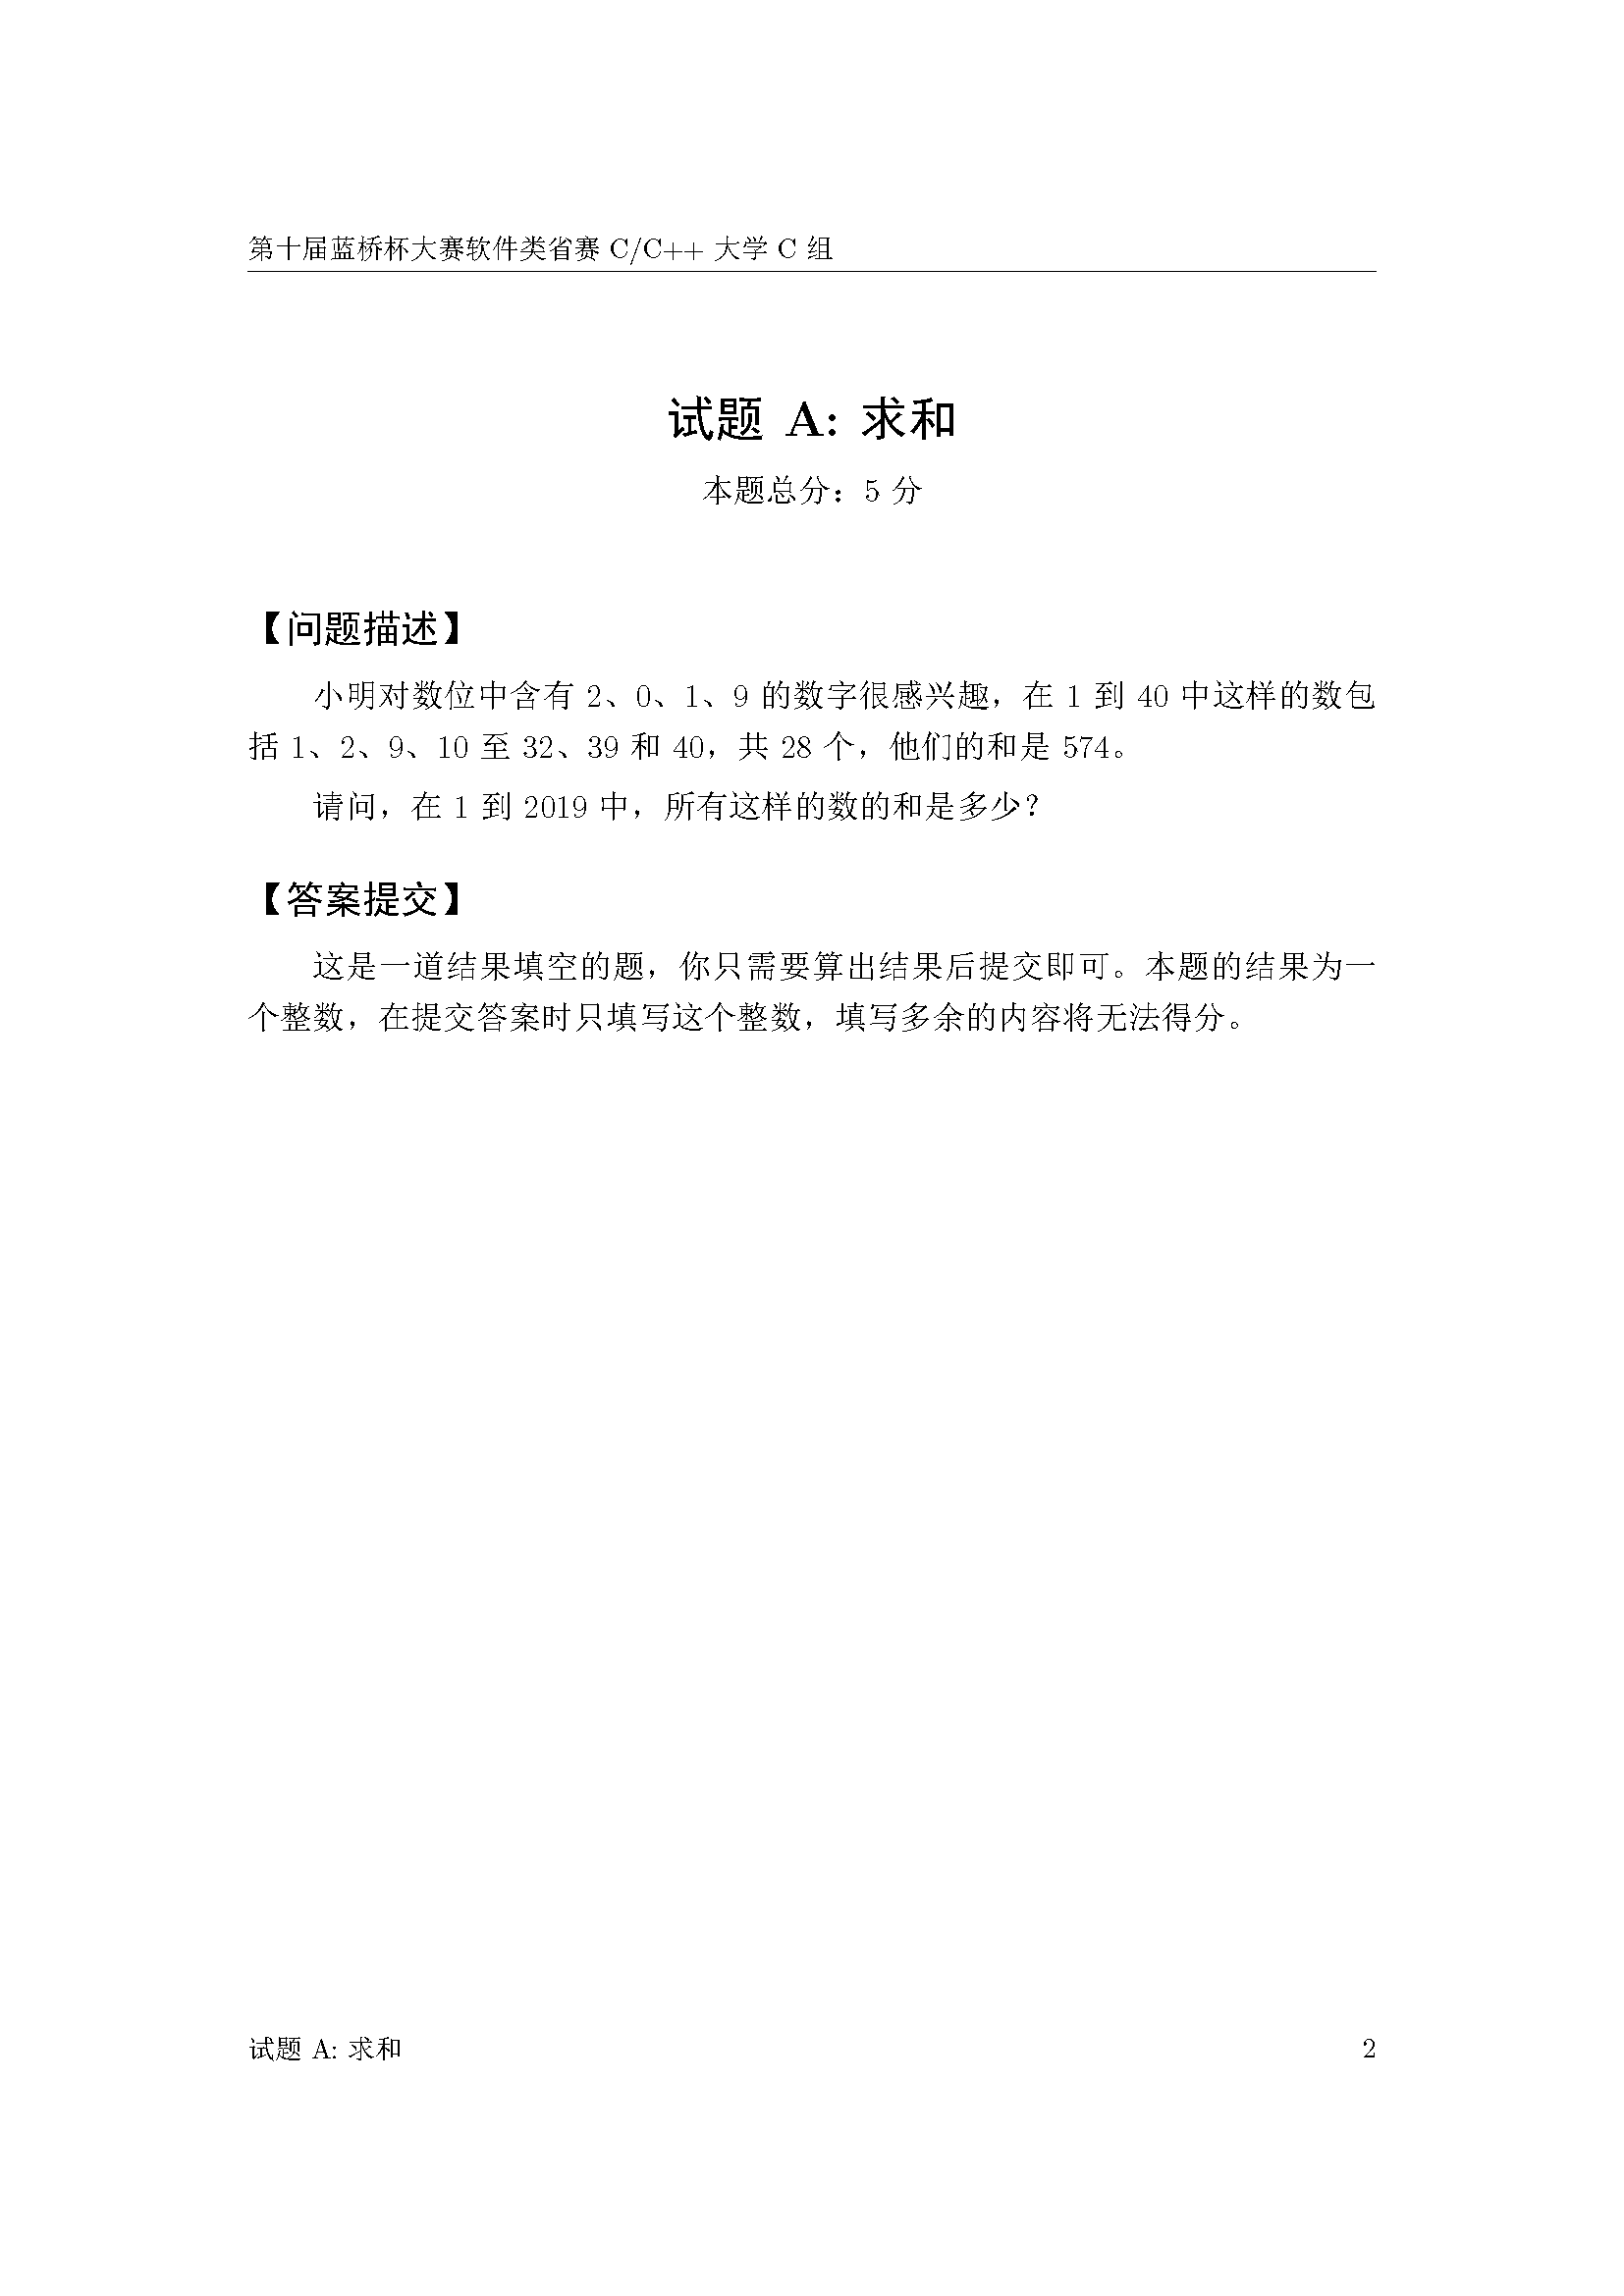 第十届蓝桥杯大赛软件类省赛 C/C++ 大学 C 组
试题 A: 求和
本题总分：5 分
【问题描述】
小明对数位中含有 2、0、1、9 的数字很感兴趣，在 1 到 40 中这样的数包
括 1、2、9、10 至 32、39 和 40，共 28 个，他们的和是 574。
请问，在 1 到 2019 中，所有这样的数的和是多少？
【答案提交】
这是一道结果填空的题，你只需要算出结果后提交即可。本题的结果为一
个整数，在提交答案时只填写这个整数，填写多余的内容将无法得分。
试题 A: 求和 2